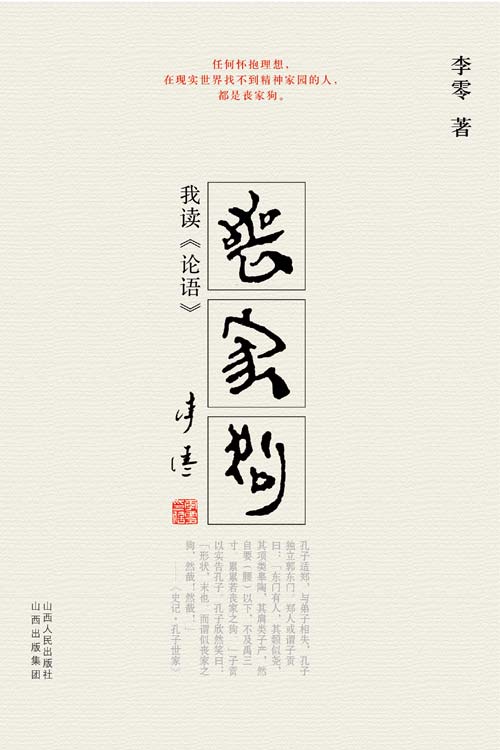 任何怀抱理想，
在现实世界找不到精神家园的人，
都是丧家狗。
李零 著
丧家狗
我读《论语》
孔子适郑，与弟子相失，孔子
独立郭东门。郑人或谓子贡
曰：「东门有人，其颡似尧，
其项类皋陶，其肩类子产，然
自要（腰）以下，不及禹三
寸，累累若丧家之狗。」子贡
以实告孔子。孔子欣然笑曰：
「形状，末也。而谓似丧家之
狗，然哉！然哉！」
——《史记·孔子世家》
山西人民出版社
山西出版集团